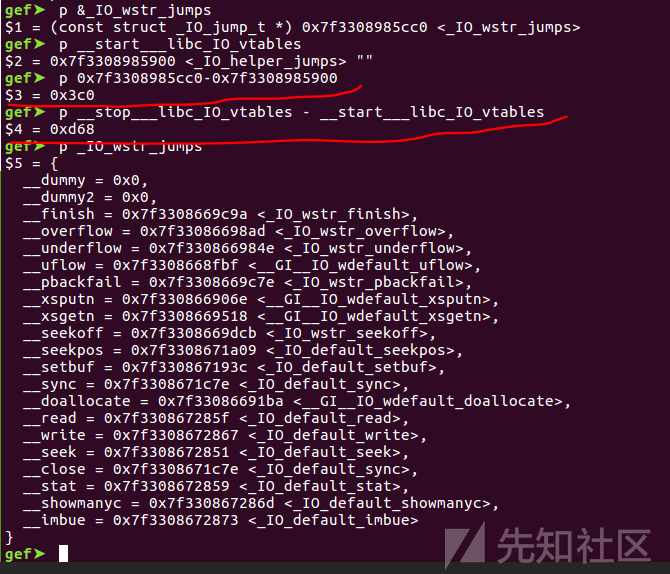 gef➤  p &_IO_wstr_jumps
$1 = (const struct _IO_jump_t *) 0x7f3308985cc0 <_IO_wstr_jumps>
gef➤  p __start___libc_IO_vtables
$2 = 0x7f3308985900 <_IO_helper_jumps> ""
gef➤  p 0x7f3308985cc0-0x7f3308985900
$3 = 0x3c0
gef➤  p __stop___libc_IO_vtables - __start___libc_IO_vtables
$4 = 0xd68
gef➤  p _IO_wstr_jumps
$5 = {
  __dummy = 0x0,
  __dummy2 = 0x0,
  __finish = 0x7f3308669c9a <_IO_wstr_finish>,
  __overflow = 0x7f33086698ad <_IO_wstr_overflow>,
  __underflow = 0x7f330866984e <_IO_wstr_underflow>,
  __uflow = 0x7f3308668fbf <__GI__IO_wdefault_uflow>,
  __pbackfail = 0x7f3308669c7e <_IO_wstr_pbackfail>,
  __xsputn = 0x7f330866906e <__GI__IO_wdefault_xsputn>,
  __xsgetn = 0x7f3308669518 <__GI__IO_wdefault_xsgetn>,
  __seekoff = 0x7f3308669dcb <_IO_wstr_seekoff>,
  __seekpos = 0x7f3308671a09 <_IO_default_seekpos>,
  __setbuf = 0x7f330867193c <_IO_default_setbuf>,
  __sync = 0x7f3308671c7e <_IO_default_sync>,
  __doallocate = 0x7f33086691ba <__GI__IO_wdefault_doallocate>,
  __read = 0x7f330867285f <_IO_default_read>,
  __write = 0x7f3308672867 <_IO_default_write>,
  __seek = 0x7f3308672851 <_IO_default_seek>,
  __close = 0x7f3308671c7e <_IO_default_sync>,
  __stat = 0x7f3308672859 <_IO_default_stat>,
  __showmanyc = 0x7f330867286d <_IO_default_showmanyc>,
  __imbue = 0x7f3308672873 <_IO_default_imbue>
}
gef➤
先知社区